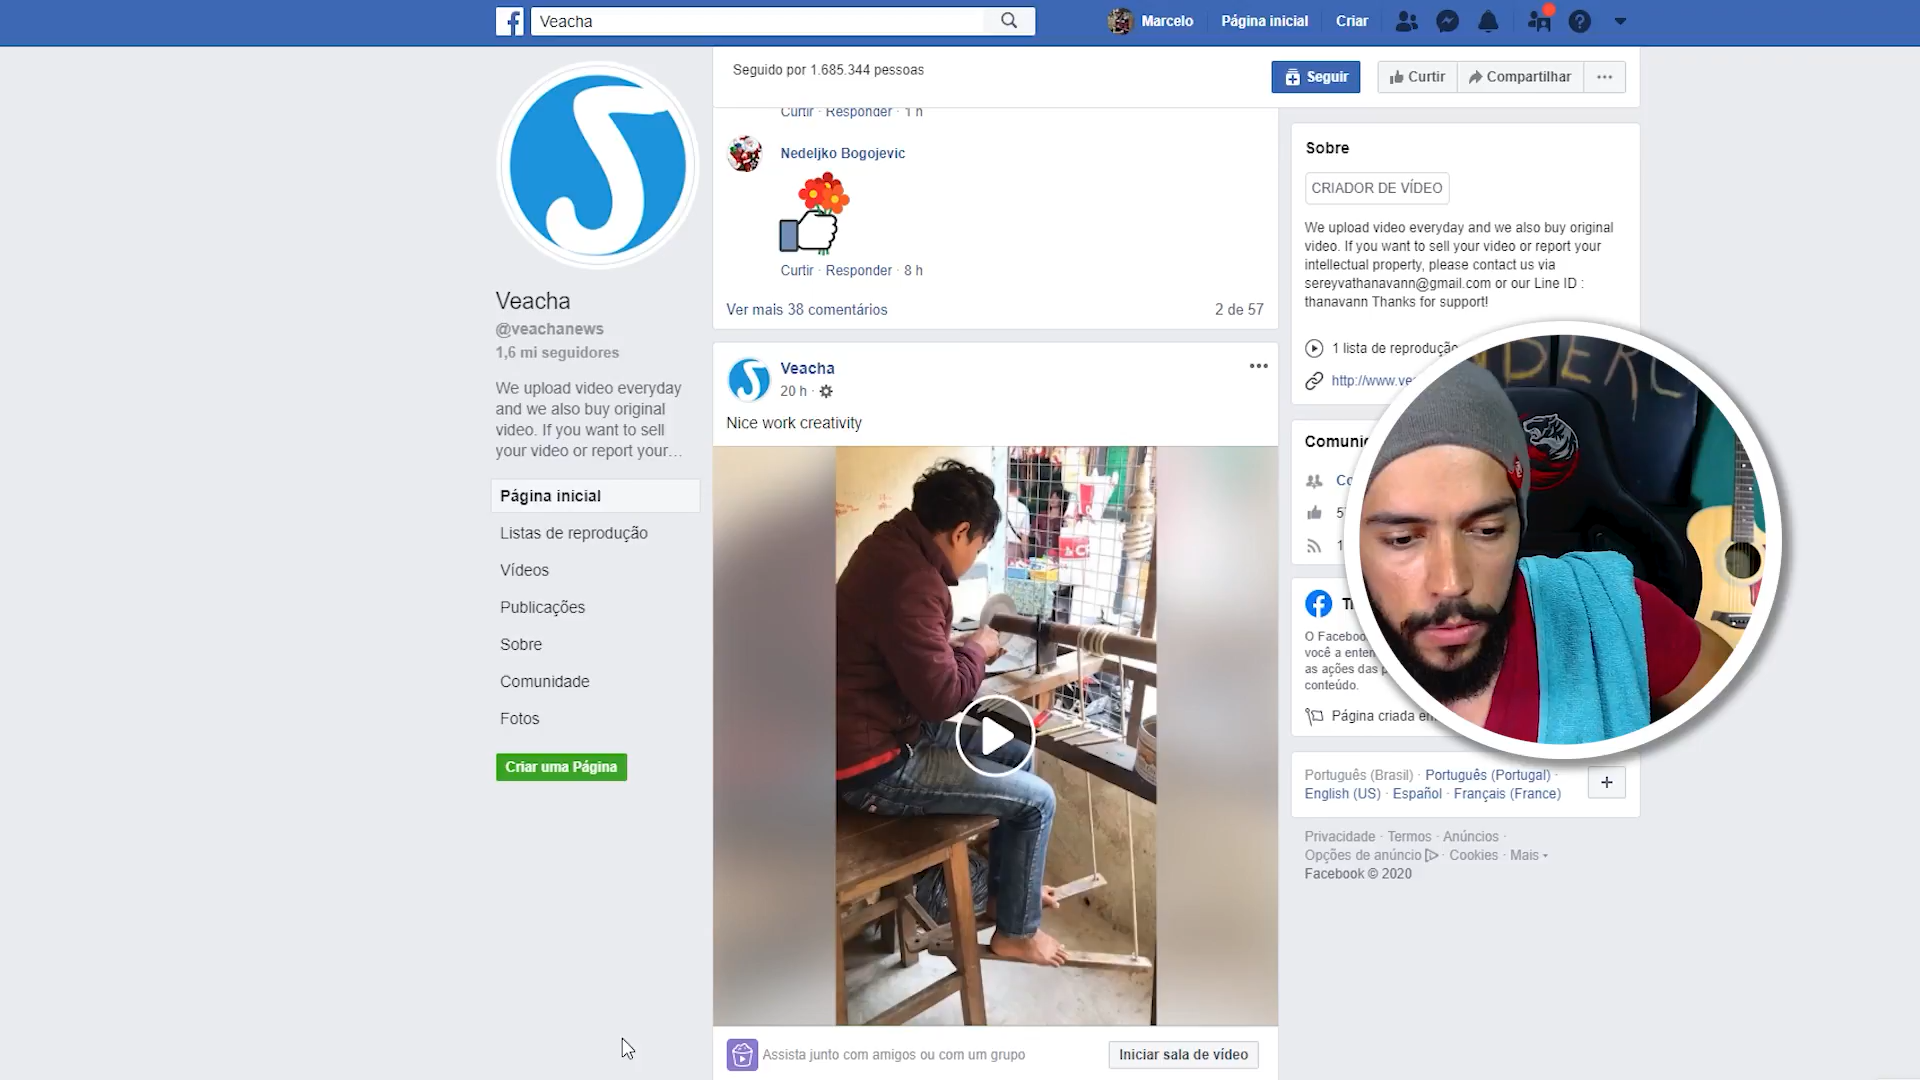 Veacha
Marcelo
Página inicial
Criar
Seguido por 1.685.344 pessoas
Seguir
Curtir
Compartilhar
Curtir · Responder · 1 h
Nedeljko Bogojevic
Curtir · Responder · 8 h
Ver mais 38 comentários
2 de 57
Veacha
@veachanews
1,6 mi seguidores
We upload video everyday
and we also buy original
video. If you want to sell
your video or report your...
Página inicial
Listas de reprodução
Vídeos
Publicações
Sobre
Comunidade
Fotos
Criar uma Página
Veacha
20 h
Nice work creativity
Assista junto com amigos ou com um grupo
Iniciar sala de vídeo
Sobre
CRIADOR DE VÍDEO
We upload video everyday and we also buy original
video. If you want to sell your video or report your
intellectual property, please contact us via
sereyvathanavann@gmail.com or our Line ID :
thanavann Thanks for support!
1 lista de reprodução
http://www.ve
Comuni
Co
O Facebo
você a enten
as ações das p
conteúdo.
Página criada em
Português (Brasil) · Português (Portugal) ·
English (US) · Español · Français (France)
Privacidade · Termos · Anúncios ·
Opções de anúncio · Cookies · Mais
Facebook © 2020